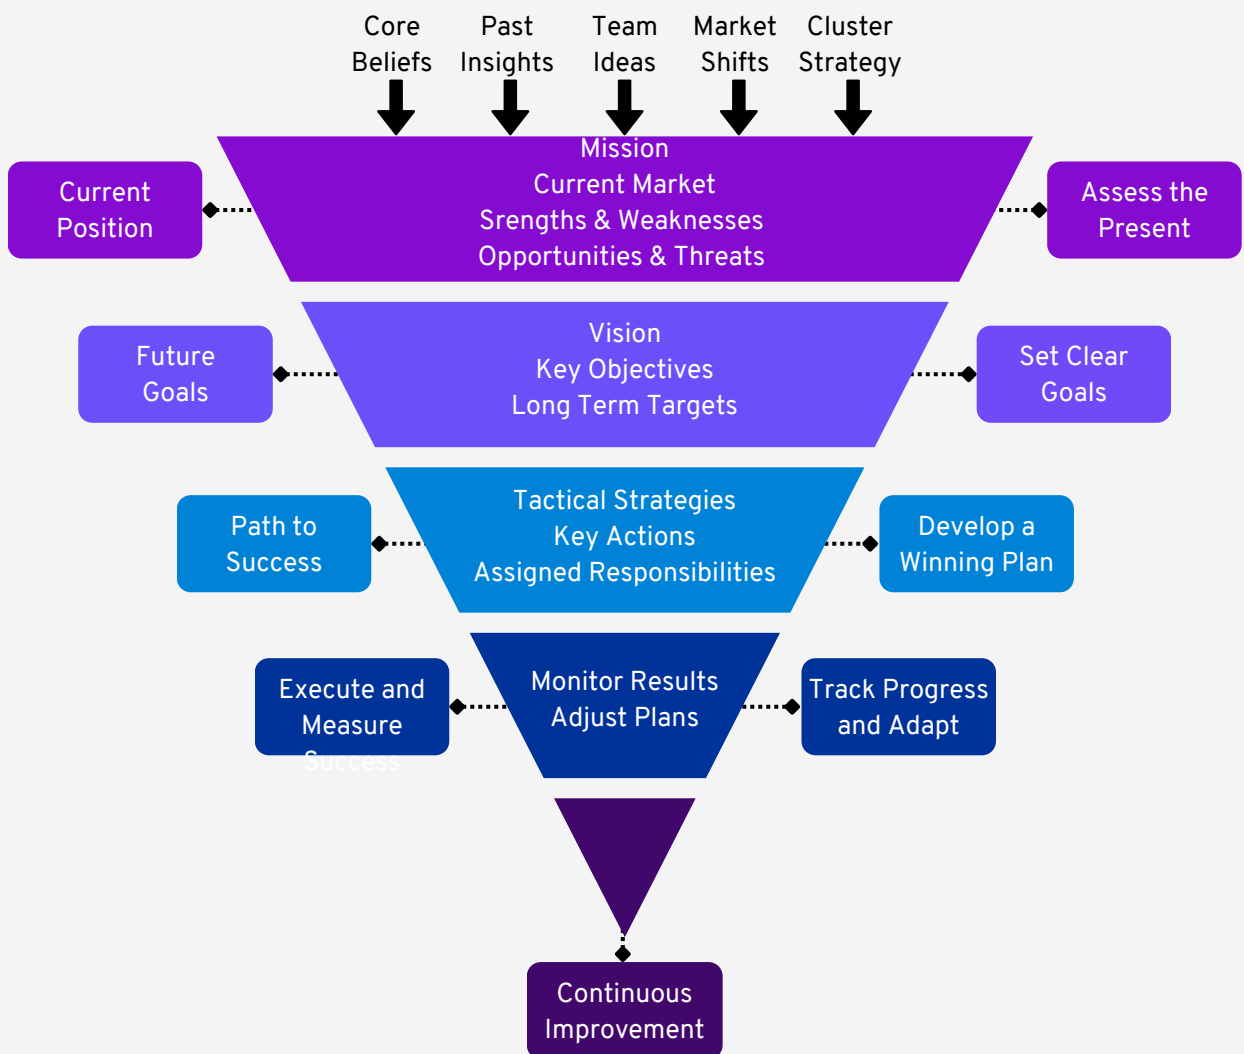 Core
Beliefs
Past
Insights
Team
Ideas
Market
Shifts
Cluster
Strategy
Current
Position
Mission
Current Market
Srengths & Weaknesses
Opportunities & Threats
Assess the
Present
Future
Goals
Vision
Key Objectives
Long Term Targets
Set Clear
Goals
Path to
Success
Tactical Strategies
Key Actions
Assigned Responsibilities
Develop a
Winning Plan
Execute and
Measure
Success
Monitor Results
Adjust Plans
Track Progress
and Adapt
Continuous
Improvement